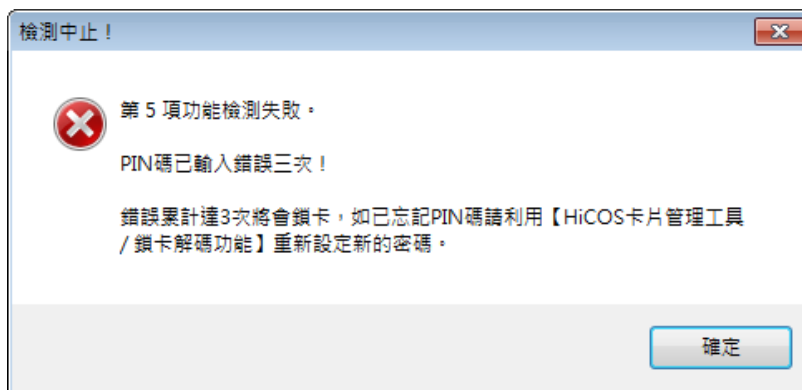 檢測中止！
第 5 項功能檢測失敗。
PIN碼已輸入錯誤三次！
錯誤累計達3次將會鎖卡，如已忘記PIN碼請利用【HiCOS卡片管理工具
/ 鎖卡解碼功能】重新設定新的密碼。
確定